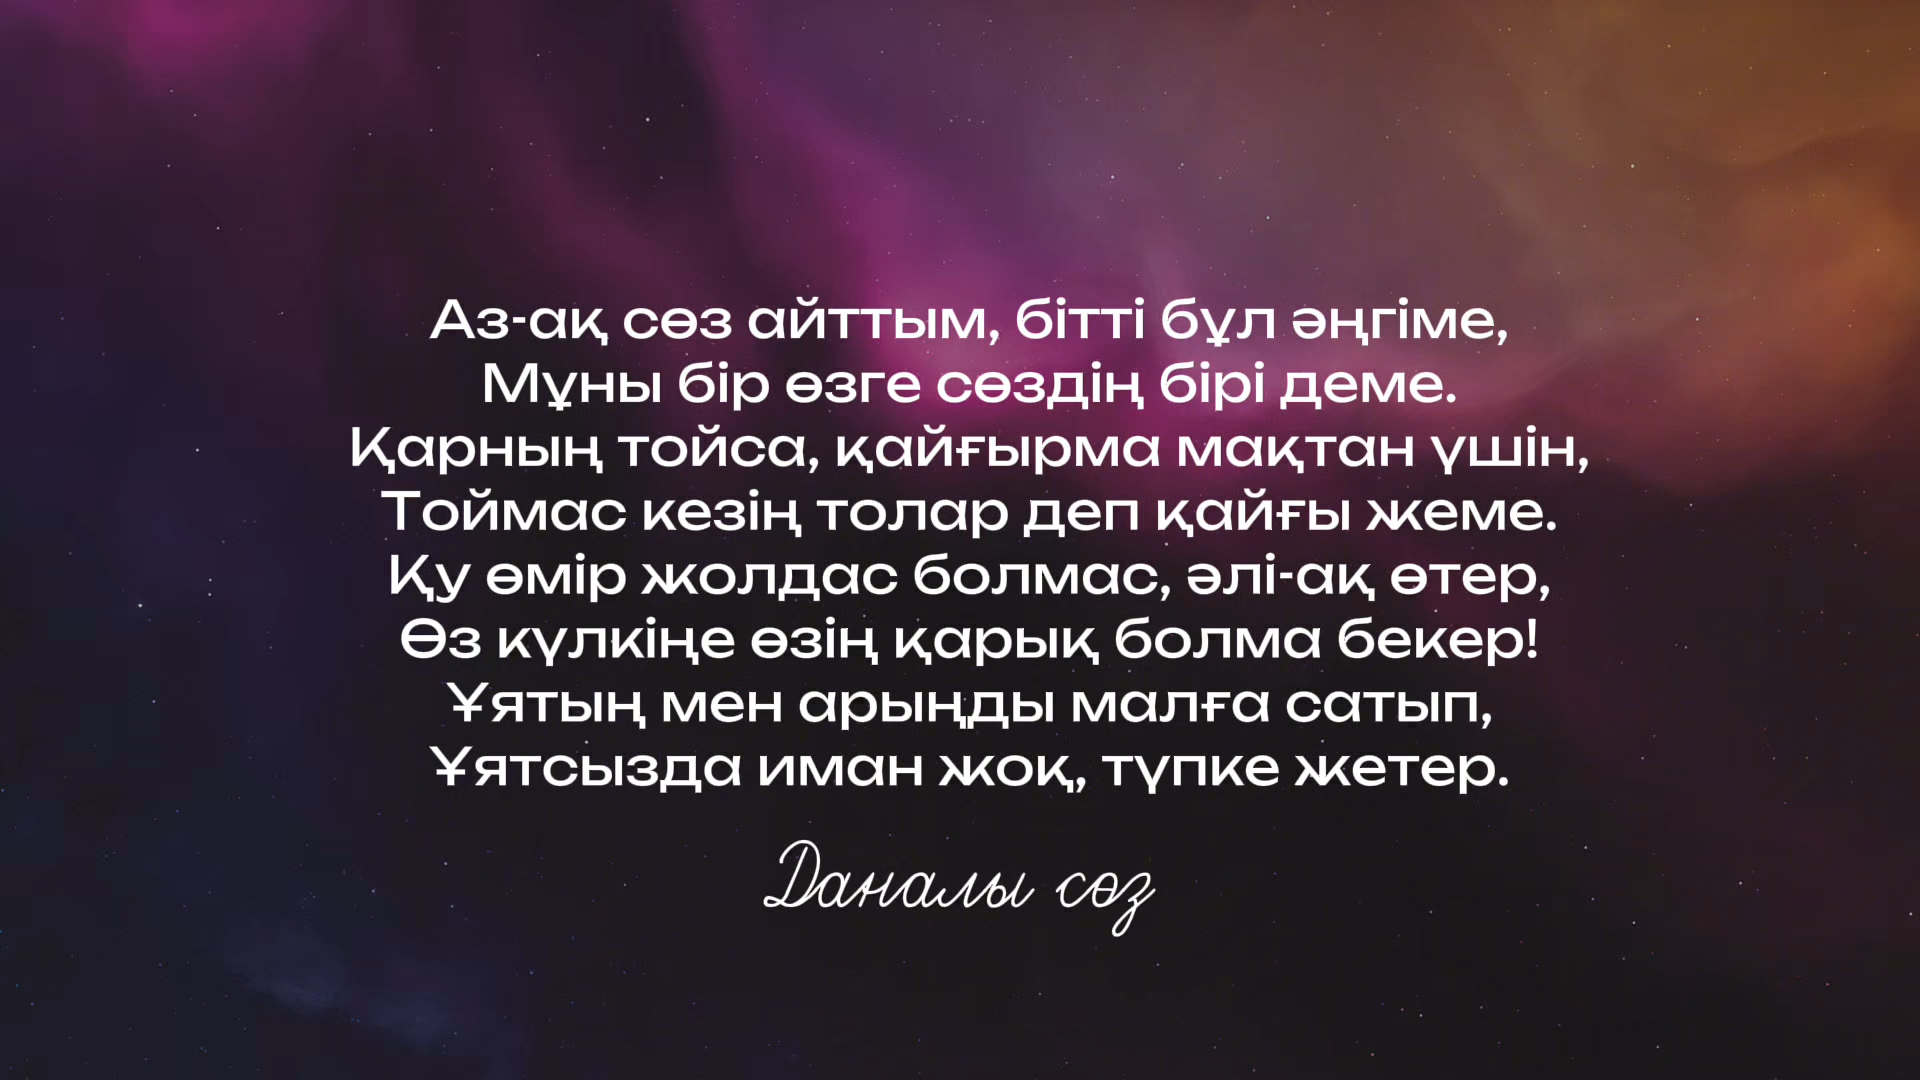 Аз-ақ сөз айттым, бітті бұл әңгіме,
Мұны бір өзге сөздің бірі деме.
Қарның тойса, қайғырма мақтан үшін,
Тоймас кезің толар деп қайғы жеме.
Қу өмір жолдас болмас, әлі-ақ өтер,
Өз күлкіңе өзің қарық болма бекер!
Ұятың мен арыңды малға сатып,
Ұятсызда иман жоқ, түпке жетер.
Даналы сөз